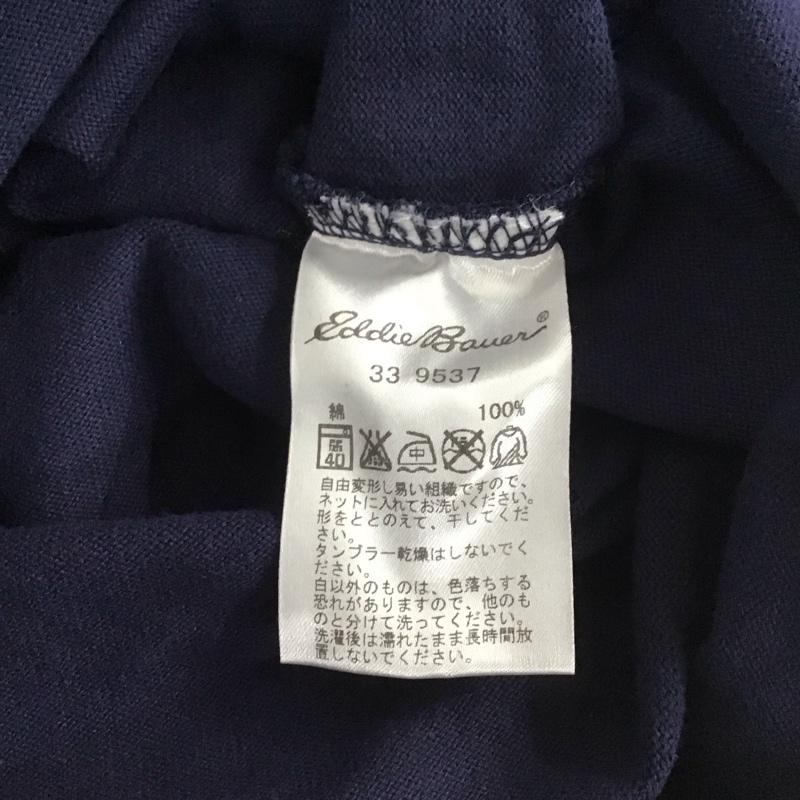 Eddie Bauer®
33 9537
綿 100%
40 中
自由変形し易い組織ですので、
ネットに入れてお洗いください。
形をととのえて、干してくだ
さい。
タンブラー乾燥はしないでく
ださい。
白以外のものは、色落ちする
恐れがありますので、他のも
のと分けて洗ってください。
洗濯後は濡れたまま長時間放
置しないでください。